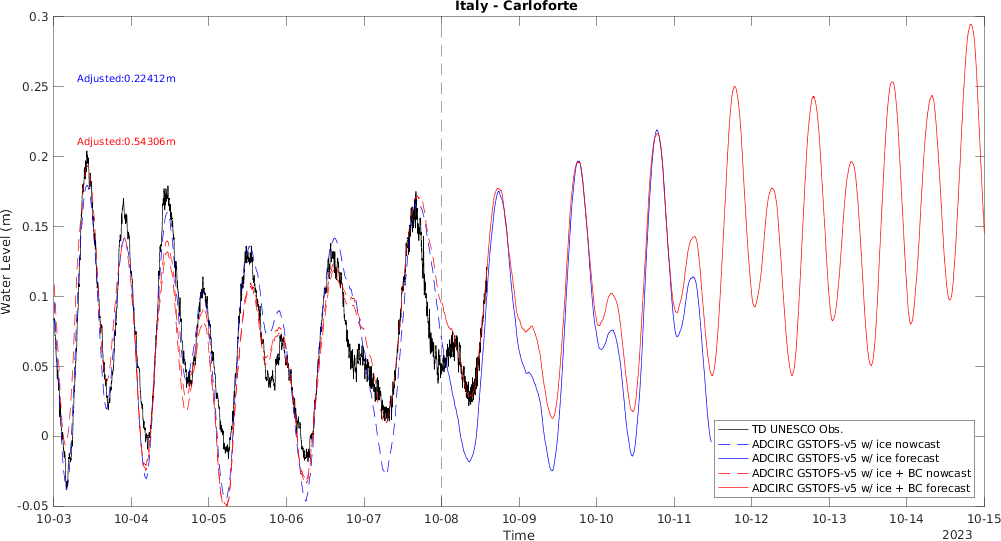 Italy - Carloforte
0.3
0.25
0.2
0.15
0.1
0.05
0
-0.05
Water Level (m)
Adjusted:0.22412m
Adjusted:0.54306m
TD UNESCO Obs.
ADCIRC GSTOFS-v5 w/ ice nowcast
ADCIRC GSTOFS-v5 w/ ice forecast
ADCIRC GSTOFS-v5 w/ ice + BC nowcast
ADCIRC GSTOFS-v5 w/ ice + BC forecast
10-03 10-04 10-05 10-06 10-07 10-08 10-09 10-10 10-11 10-12 10-13 10-14 10-15
Time
2023